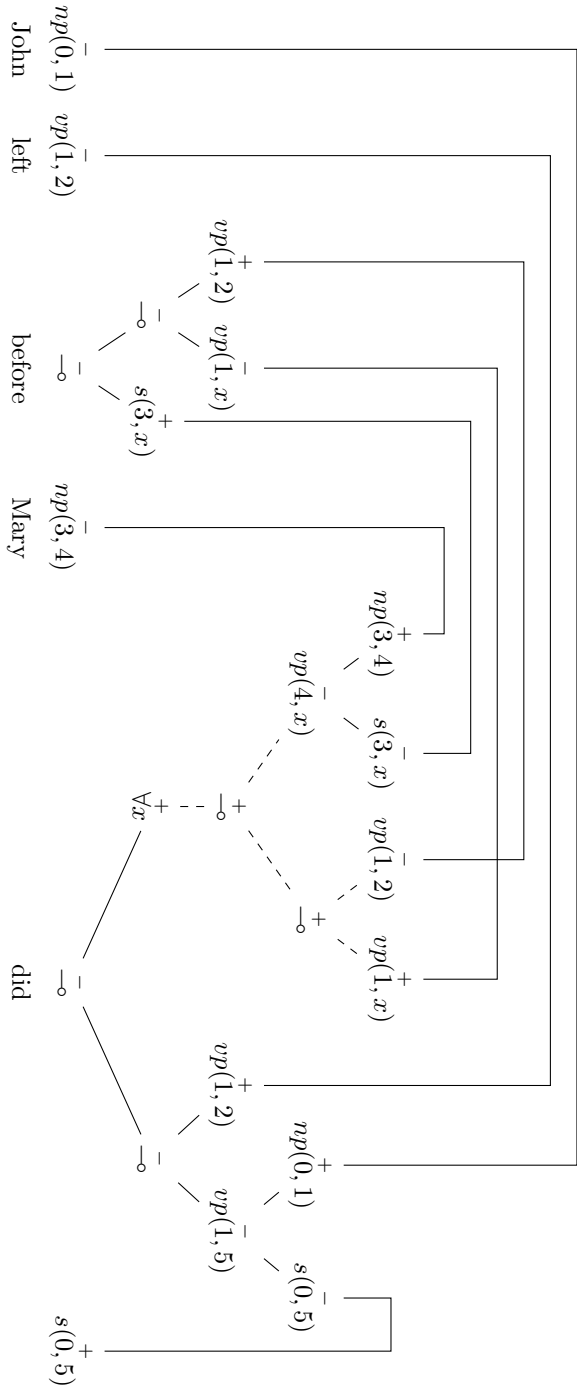 + − − +
np(3, 4) s(3, x) vp(1, 2) vp(1, x)
− + + −
vp(4, x) ⊸ np(0, 1) s(0, 5)
+ − + + −
vp(1, 2) vp(1, x) ⊸ vp(1, 2) vp(1, 5)
− + + −
⊸ s(3, x) ∀x ⊸
− − − − − +
np(0, 1) vp(1, 2) ⊸ np(3, 4) ⊸ s(0, 5)
John left before Mary did